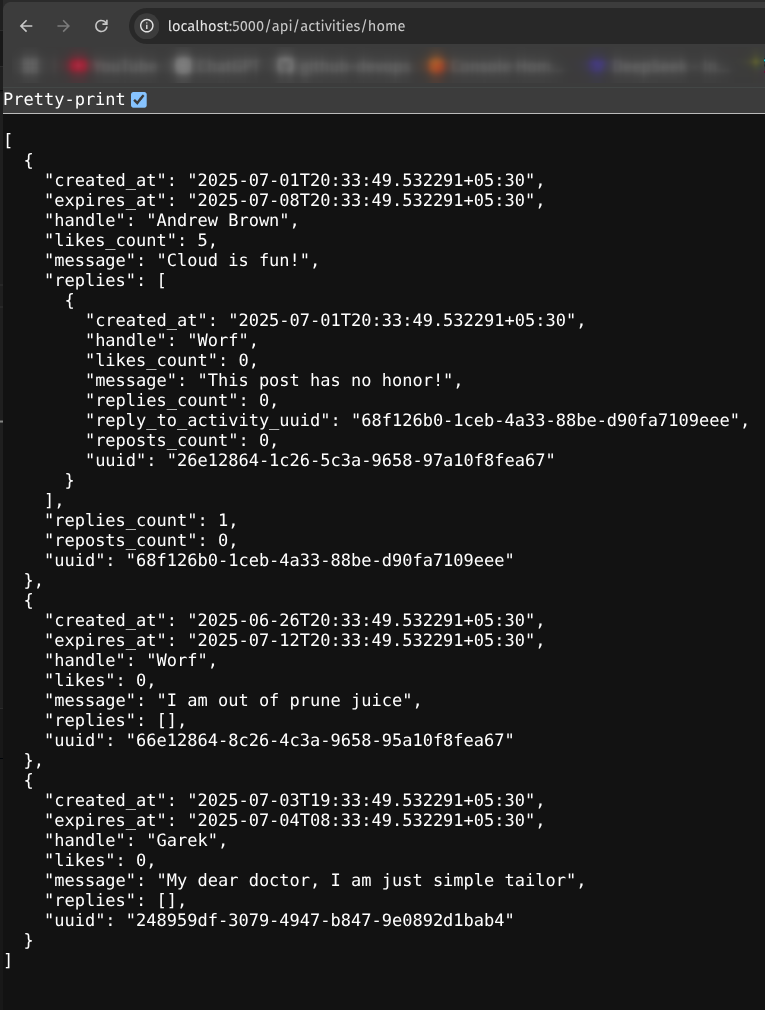 localhost:5000/api/activities/home
Pretty-print
[
  {
    "created_at": "2025-07-01T20:33:49.532291+05:30",
    "expires_at": "2025-07-08T20:33:49.532291+05:30",
    "handle": "Andrew Brown",
    "likes_count": 5,
    "message": "Cloud is fun!",
    "replies": [
      {
        "created_at": "2025-07-01T20:33:49.532291+05:30",
        "handle": "Worf",
        "likes_count": 0,
        "message": "This post has no honor!",
        "replies_count": 0,
        "reply_to_activity_uuid": "68f126b0-1ceb-4a33-88be-d90fa7109eee",
        "reposts_count": 0,
        "uuid": "26e12864-1c26-5c3a-9658-97a10f8fea67"
      }
    ],
    "replies_count": 1,
    "reposts_count": 0,
    "uuid": "68f126b0-1ceb-4a33-88be-d90fa7109eee"
  },
  {
    "created_at": "2025-06-26T20:33:49.532291+05:30",
    "expires_at": "2025-07-12T20:33:49.532291+05:30",
    "handle": "Worf",
    "likes": 0,
    "message": "I am out of prune juice",
    "replies": [],
    "uuid": "66e12864-8c26-4c3a-9658-95a10f8fea67"
  },
  {
    "created_at": "2025-07-03T19:33:49.532291+05:30",
    "expires_at": "2025-07-04T08:33:49.532291+05:30",
    "handle": "Garek",
    "likes": 0,
    "message": "My dear doctor, I am just simple tailor",
    "replies": [],
    "uuid": "248959df-3079-4947-b847-9e0892d1bab4"
  }
]